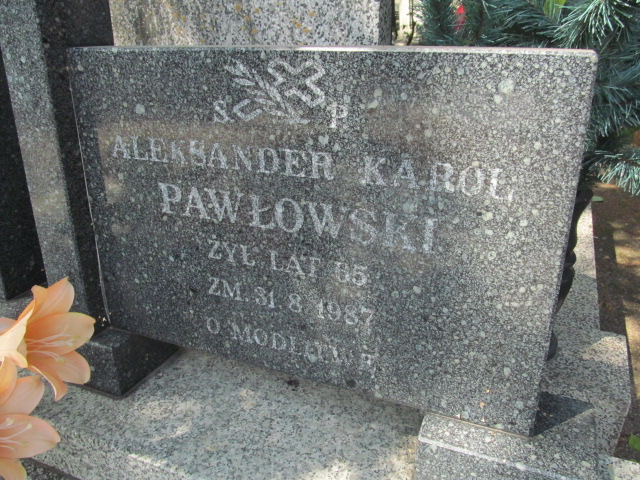 Ś P
ALEKSANDER KAROL
PAWŁOWSKI
ŻYŁ LAT 65
ZM. 31 8 1987
O MODLITWĘ